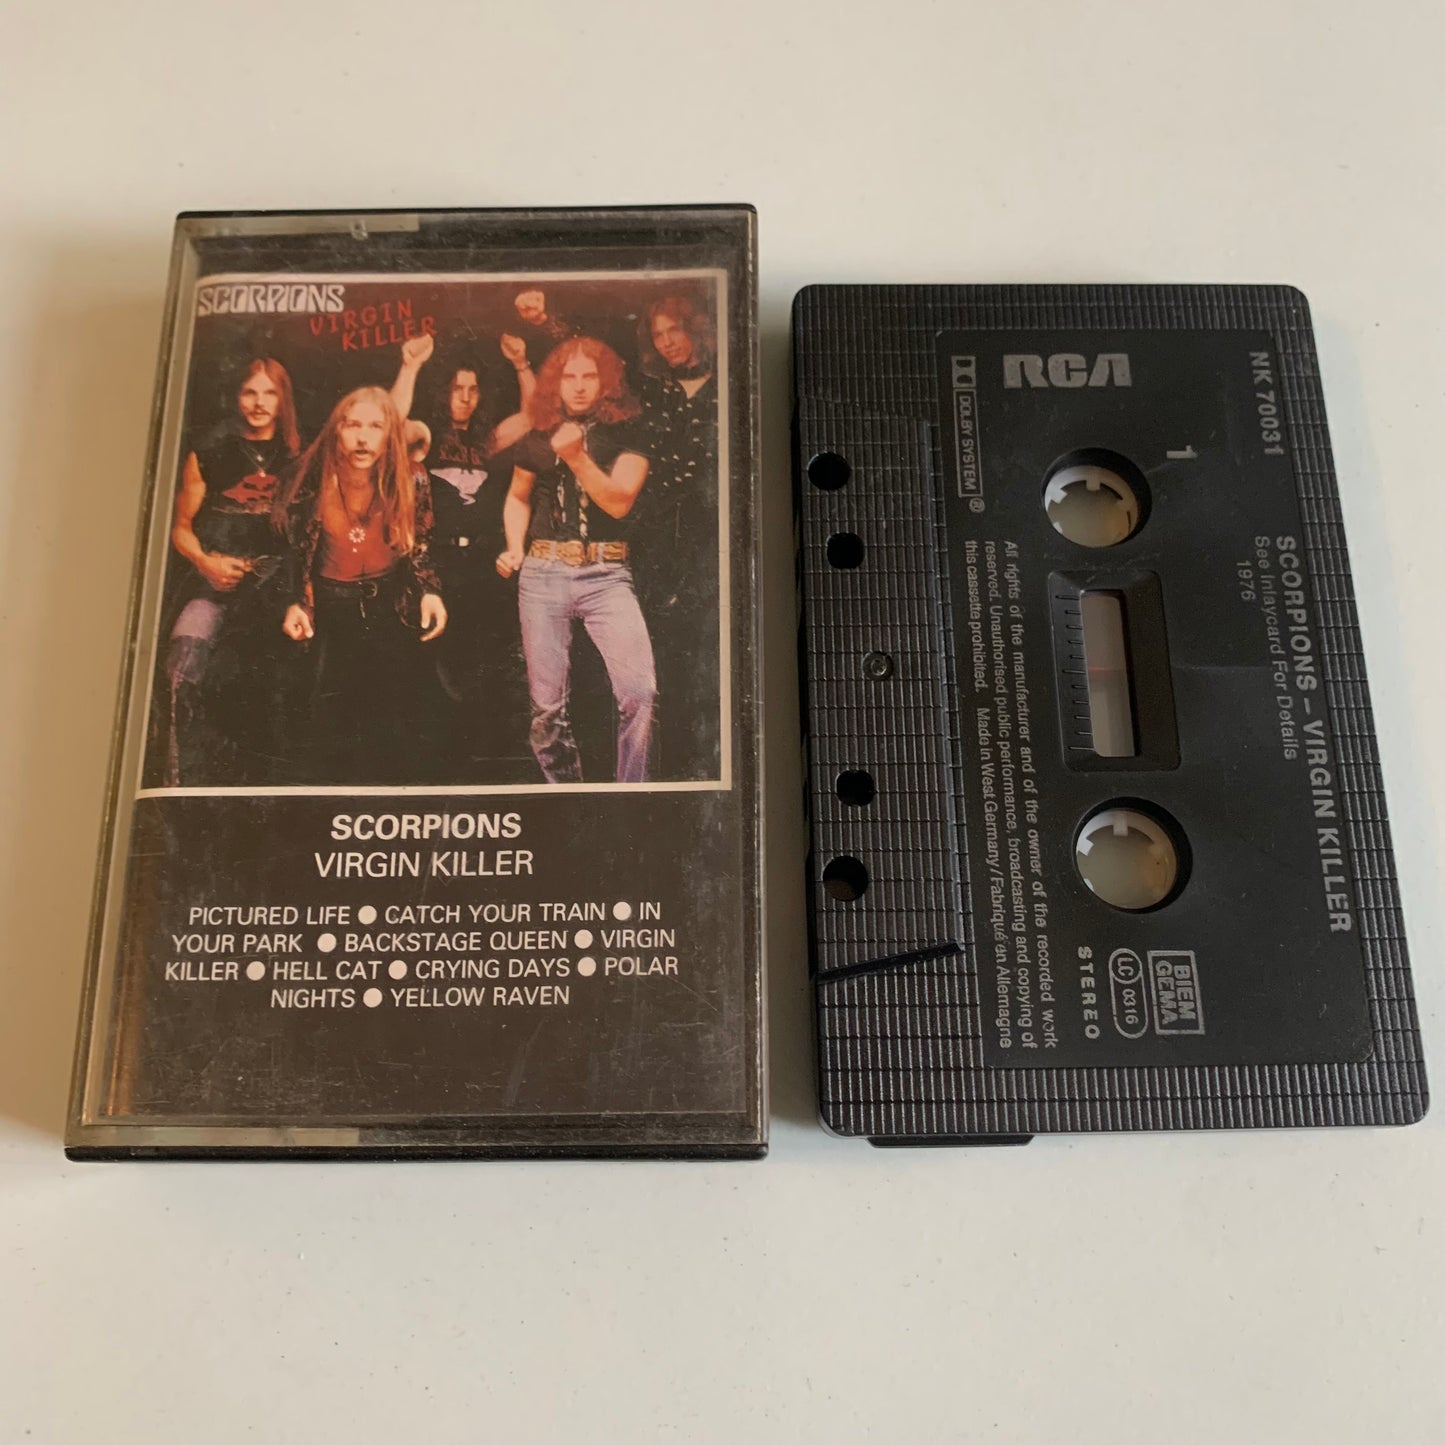 SCORPIONS
VIRGIN
KILLER
SCORPIONS
VIRGIN KILLER
PICTURED LIFE ● CATCH YOUR TRAIN ● IN
YOUR PARK ● BACKSTAGE QUEEN ● VIRGIN
KILLER ● HELL CAT ● CRYING DAYS ● POLAR
NIGHTS ● YELLOW RAVEN
NK 70031
SCORPIONS – VIRGIN KILLER
See Inlaycard For Details
1976
1
STEREO
LC 0316
BIEM
GEMA
RCA
DOLBY SYSTEM ®
All rights of the manufacturer and of the owner of the recorded work
reserved. Unauthorised public performance, broadcasting and copying of
this cassette prohibited. Made in West Germany / Fabriqué en Allemagne